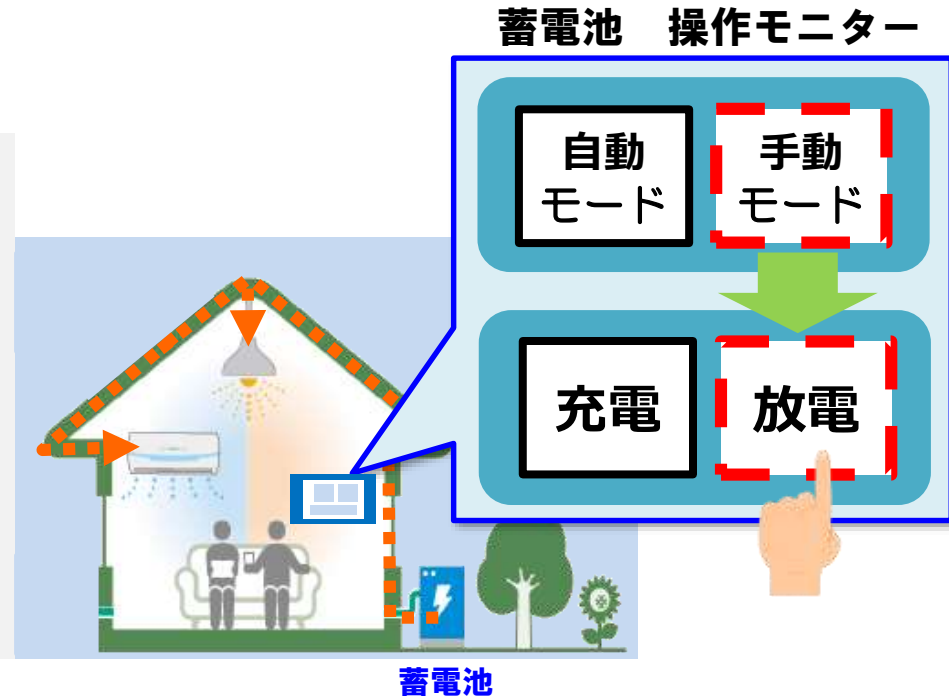 蓄電池　操作モニター
自動
モード
手動
モード
充電
放電
蓄電池